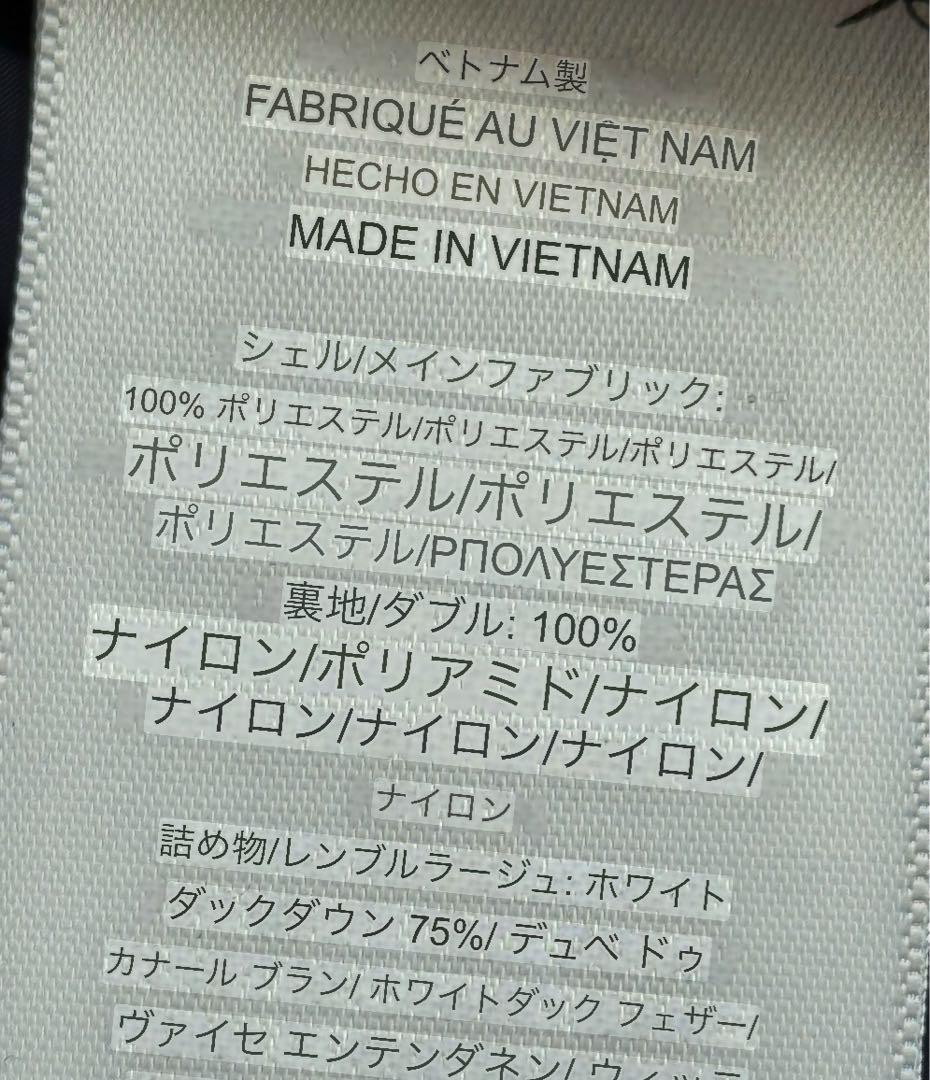 ベトナム製
FABRIQUÉ AU VIỆT NAM
HECHO EN VIETNAM
MADE IN VIETNAM
シェル/メインファブリック:
100% ポリエステル/ポリエステル/ポリエステル/
ポリエステル/ポリエステル/
ポリエステル/ΡΠΟΛΥΕΣΤΕΡΑΣ
裏地/ダブル: 100%
ナイロン/ポリアミド/ナイロン/
ナイロン/ナイロン/ナイロン/
ナイロン
詰め物/レンブルラージュ: ホワイト
ダックダウン 75%/ デュベ ドゥ
カナール ブラン/ ホワイトダック フェザー/
ヴァイセ エンテンダネン/